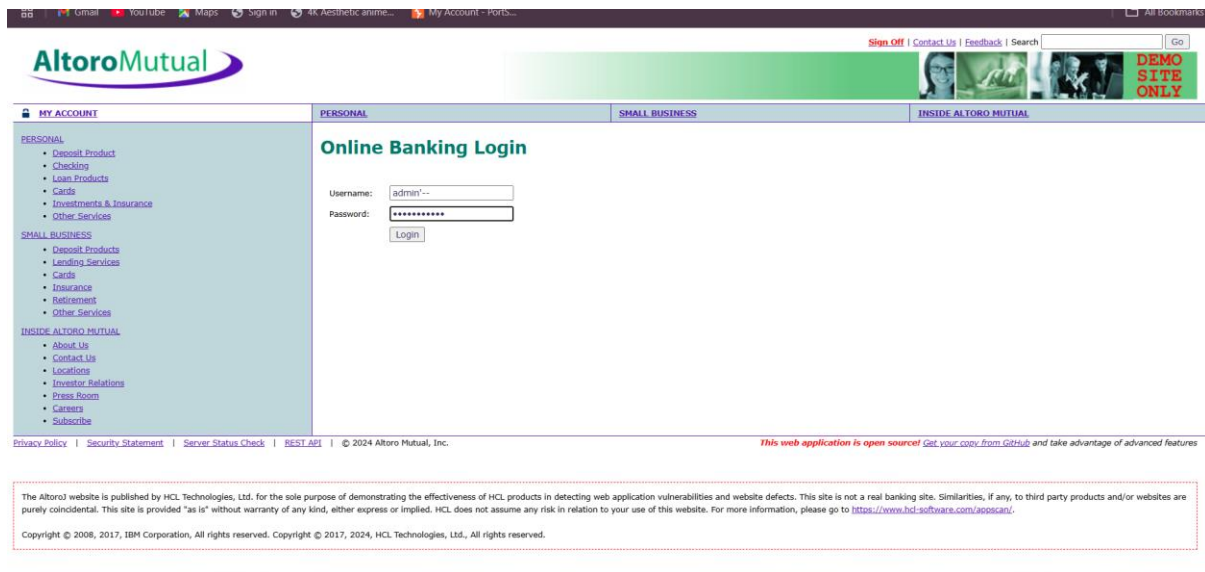 Gmail YouTube Maps Sign in 4K Aesthetic anime... My Account - PortS... All Bookmarks
Sign Off | Contact Us | Feedback | Search Go
AltoroMutual
DEMO
SITE
ONLY
MY ACCOUNT PERSONAL SMALL BUSINESS INSIDE ALTORO MUTUAL
PERSONAL
• Deposit Product
• Checking
• Loan Products
• Cards
• Investments & Insurance
• Other Services
SMALL BUSINESS
• Deposit Products
• Lending Services
• Cards
• Insurance
• Retirement
• Other Services
INSIDE ALTORO MUTUAL
• About Us
• Contact Us
• Locations
• Investor Relations
• Press Room
• Careers
• Subscribe
Online Banking Login
Username: admin'--
Password: •••••••••••
Login
Privacy Policy | Security Statement | Server Status Check | REST API | © 2024 Altoro Mutual, Inc. This web application is open source! Get your copy from GitHub and take advantage of advanced features
The AltoroJ website is published by HCL Technologies, Ltd. for the sole purpose of demonstrating the effectiveness of HCL products in detecting web application vulnerabilities and website defects. This site is not a real banking site. Similarities, if any, to third party products and/or websites are
purely coincidental. This site is provided "as is" without warranty of any kind, either express or implied. HCL does not assume any risk in relation to your use of this website. For more information, please go to https://www.hcl-software.com/appscan/.
Copyright © 2008, 2017, IBM Corporation, All rights reserved. Copyright © 2017, 2024, HCL Technologies, Ltd., All rights reserved.